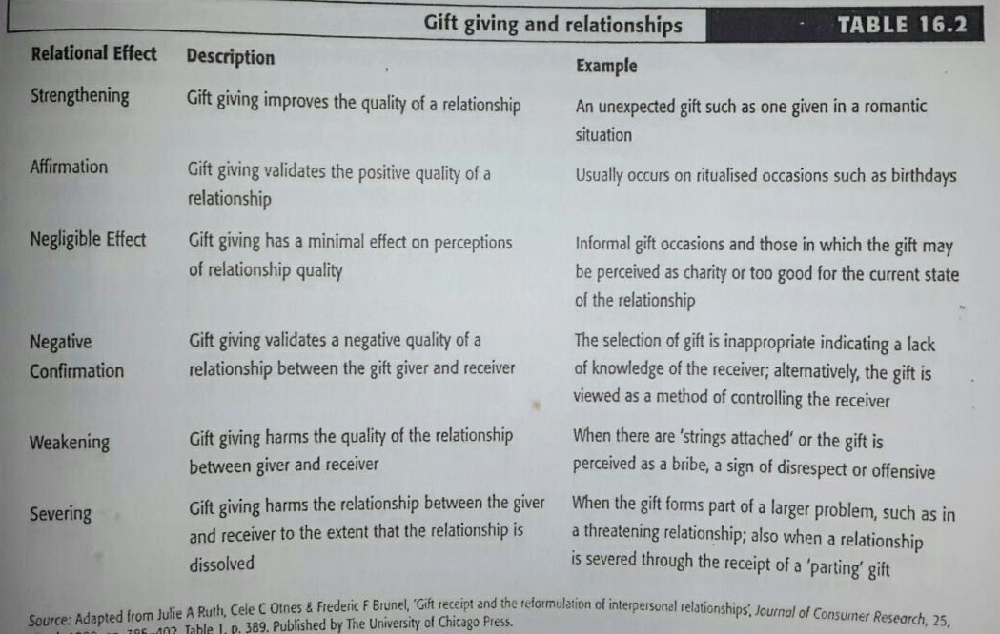 Gift giving and relationships TABLE 16.2
Relational Effect Description Example
Strengthening Gift giving improves the quality of a relationship An unexpected gift such as one given in a romantic
situation
Affirmation Gift giving validates the positive quality of a Usually occurs on ritualised occasions such as birthdays
relationship
Negligible Effect Gift giving has a minimal effect on perceptions Informal gift occasions and those in which the gift may
of relationship quality be perceived as charity or too good for the current state
of the relationship
Negative Gift giving validates a negative quality of a The selection of gift is inappropriate indicating a lack
Confirmation relationship between the gift giver and receiver of knowledge of the receiver; alternatively, the gift is
viewed as a method of controlling the receiver
Weakening Gift giving harms the quality of the relationship When there are 'strings attached' or the gift is
between giver and receiver perceived as a bribe, a sign of disrespect or offensive
Severing Gift giving harms the relationship between the giver When the gift forms part of a larger problem, such as in
and receiver to the extent that the relationship is a threatening relationship; also when a relationship
dissolved is severed through the receipt of a 'parting' gift
Source: Adapted from Julie A Ruth, Cele C Otnes & Frederic F Brunel, 'Gift receipt and the reformulation of interpersonal relationships', Journal of Consumer Research, 25,
Table 1, p. 389. Published by The University of Chicago Press.